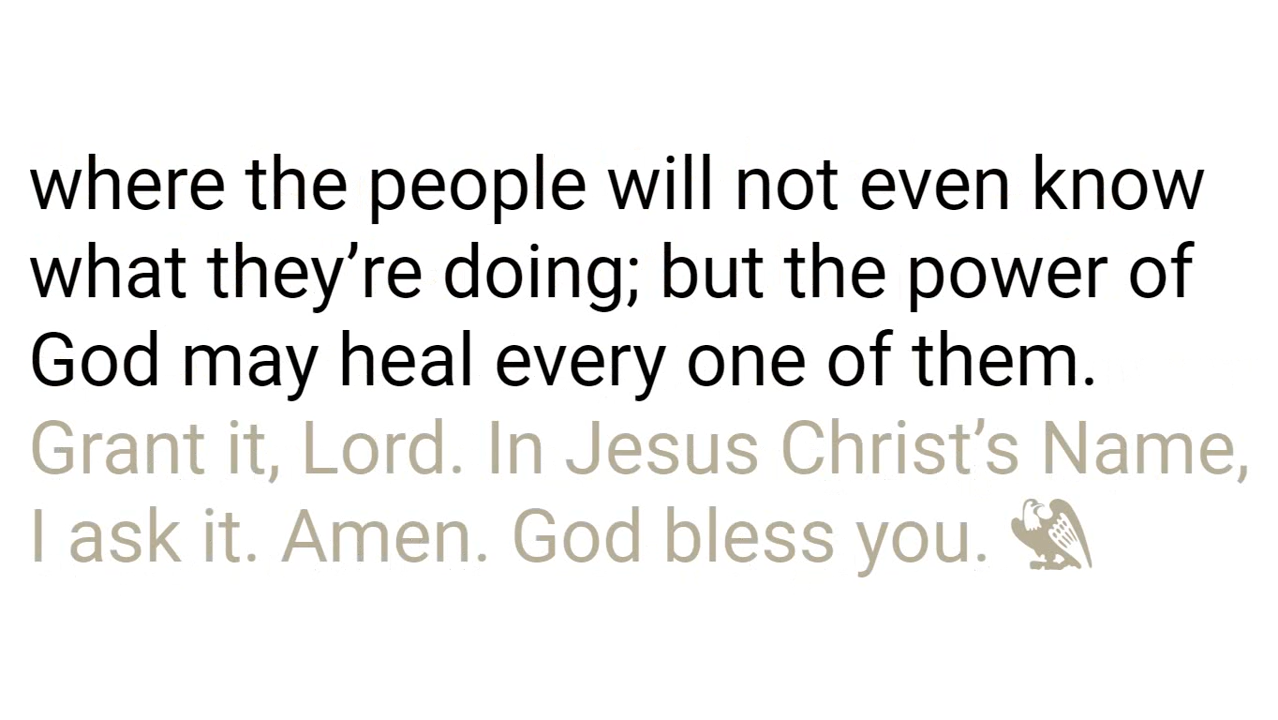 where the people will not even know
what they’re doing; but the power of
God may heal every one of them.
Grant it, Lord. In Jesus Christ’s Name,
I ask it. Amen. God bless you.